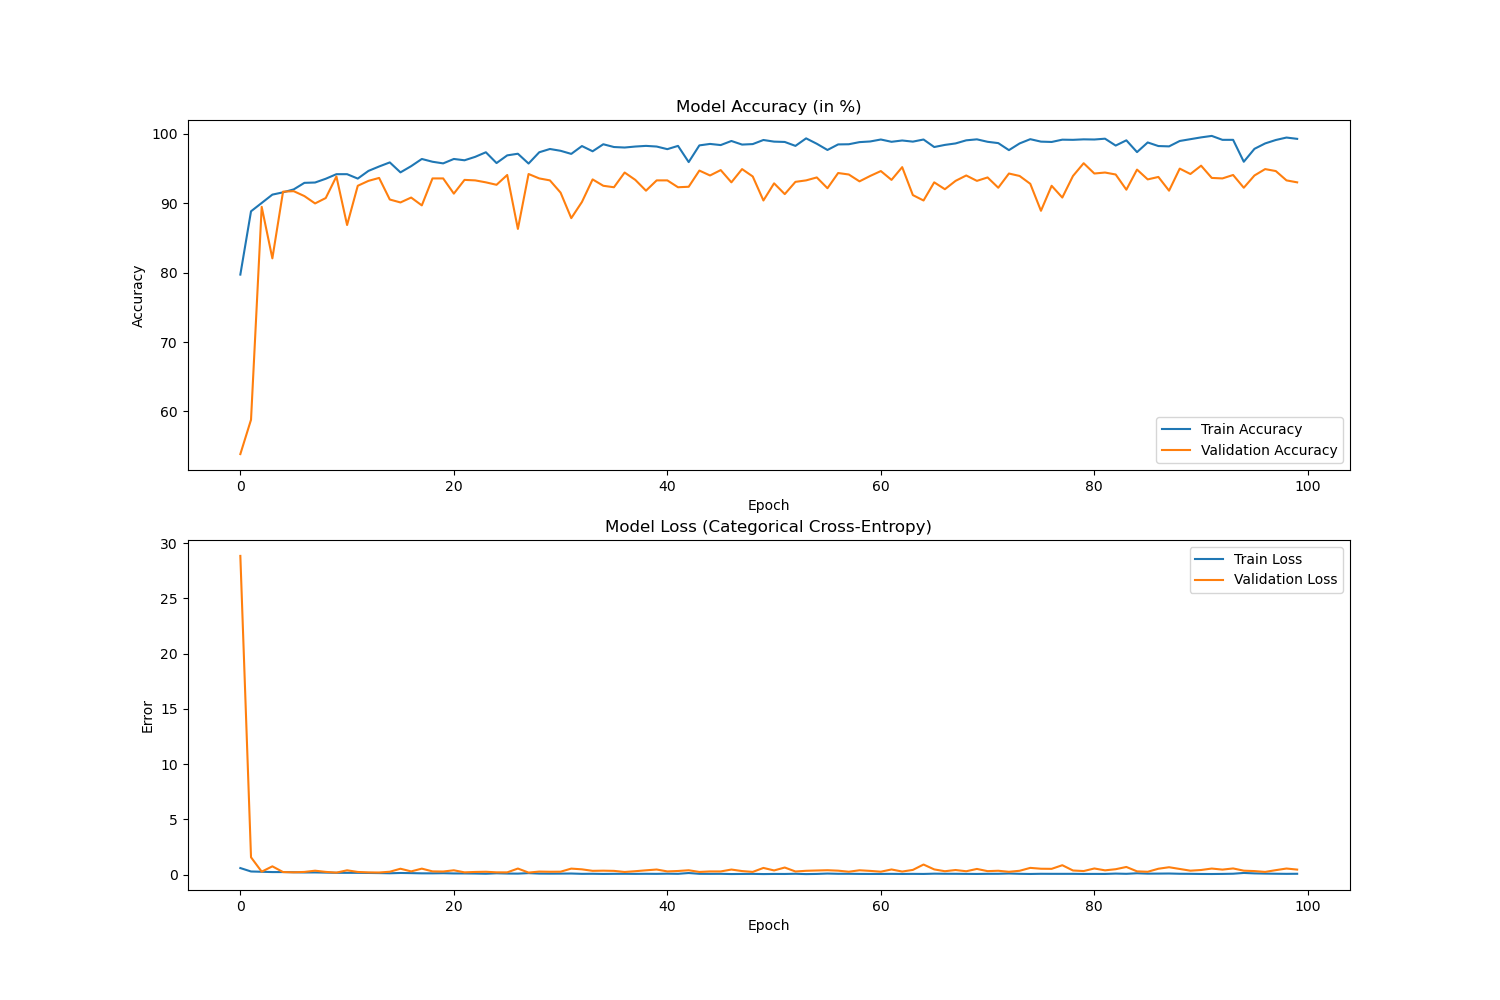 Model Accuracy (in %)
100
90
80
70
60
Accuracy
Train Accuracy
Validation Accuracy
0 20 40 60 80 100
Epoch
Model Loss (Categorical Cross-Entropy)
30
25
20
15
10
5
0
Error
Train Loss
Validation Loss
0 20 40 60 80 100
Epoch